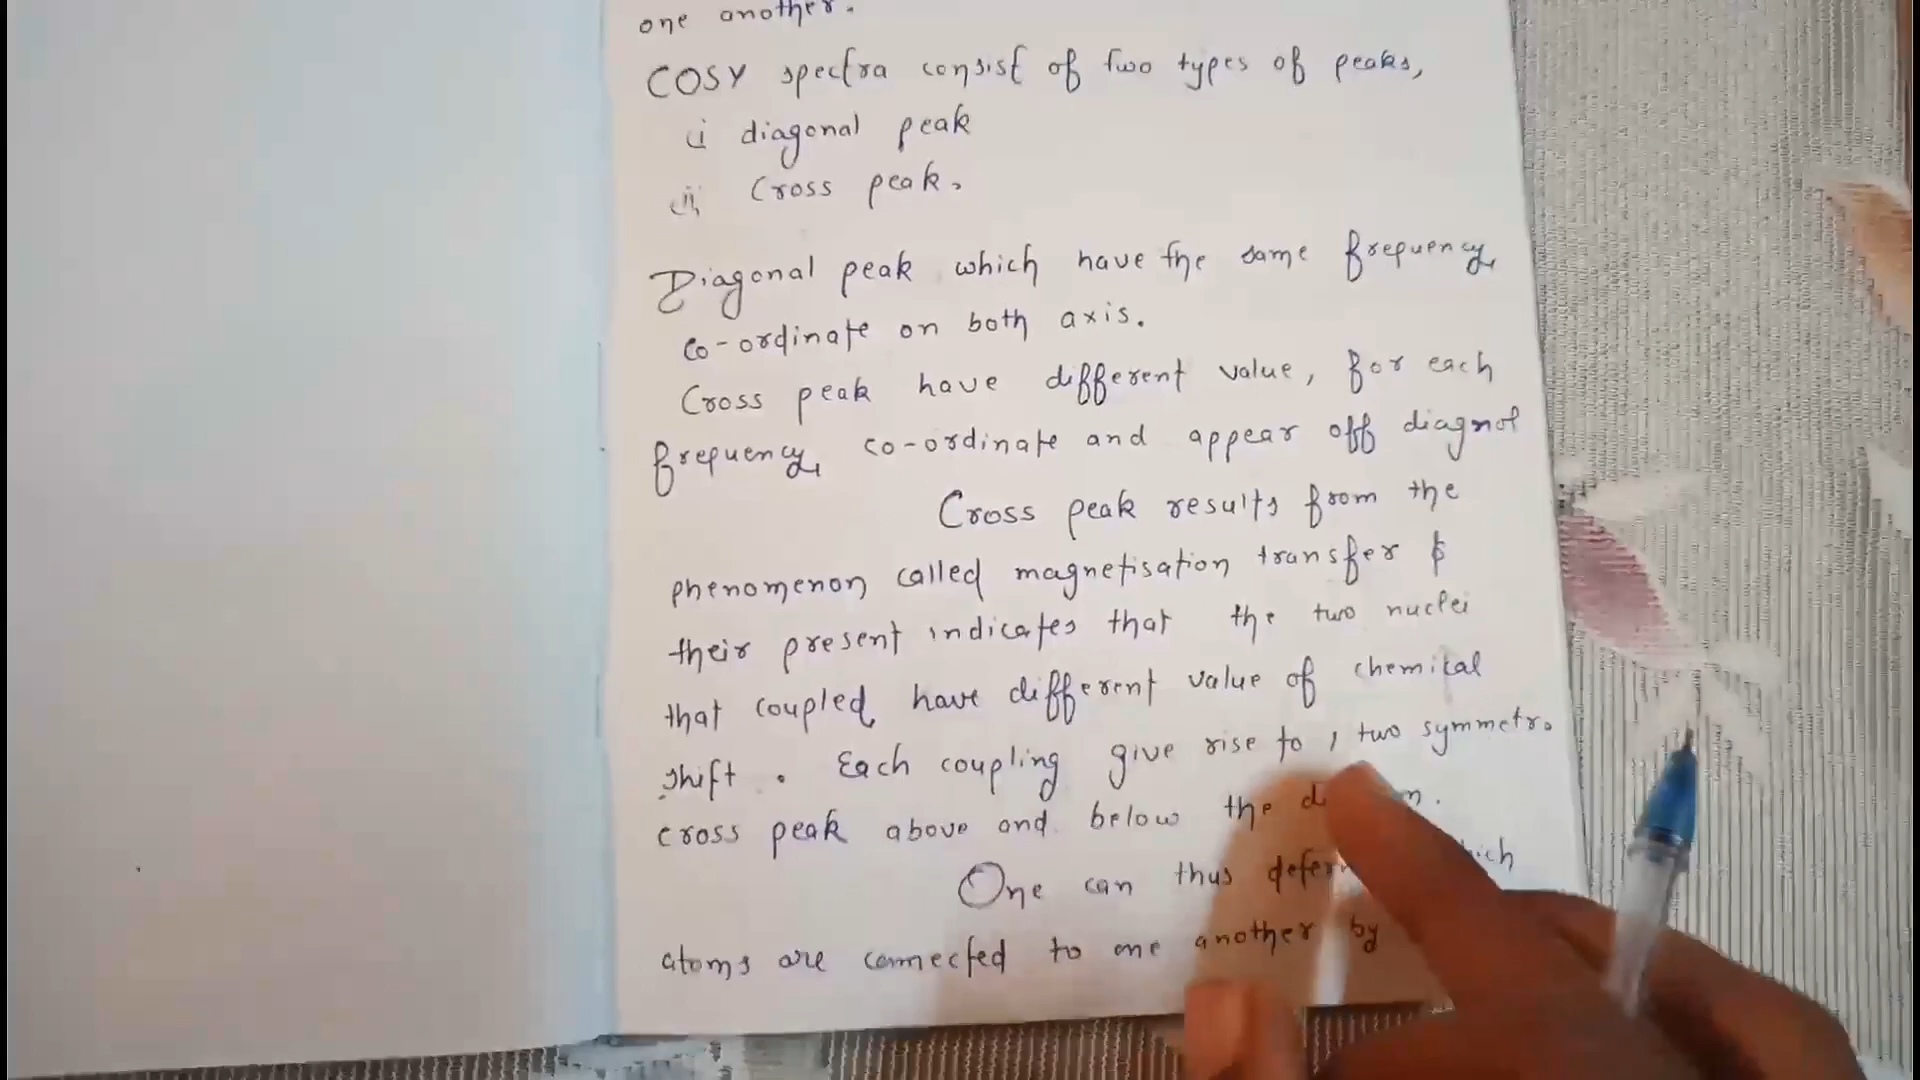 one another.
COSY spectra consist of two types of peaks,
(i diagonal peak
(ii Cross peak.
Diagonal peak which have the same frequency
co-ordinate on both axis.
Cross peak have different value, for each
frequency co-ordinate and appear off diagnol
Cross peak results from the
phenomenon called magnetisation transfer &
their present indicates that the two nuclei
that coupled have different value of chemical
shift. Each coupling give rise to, two symmetr.
cross peak above and below the
One can thus
atoms are connected to one another by